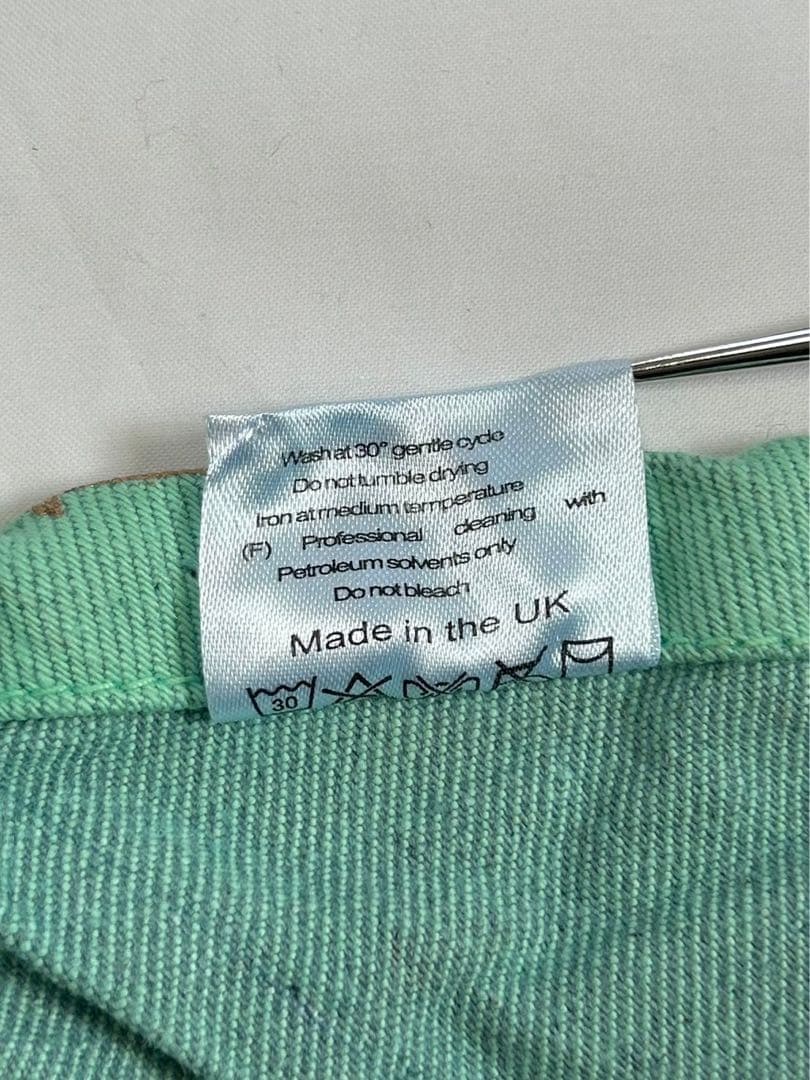 Wash at 30° gentle cycle
Do not tumble drying
Iron at medium temperature
(F) Professional cleaning with
Petroleum solvents only
Do not bleach
Made in the UK
30